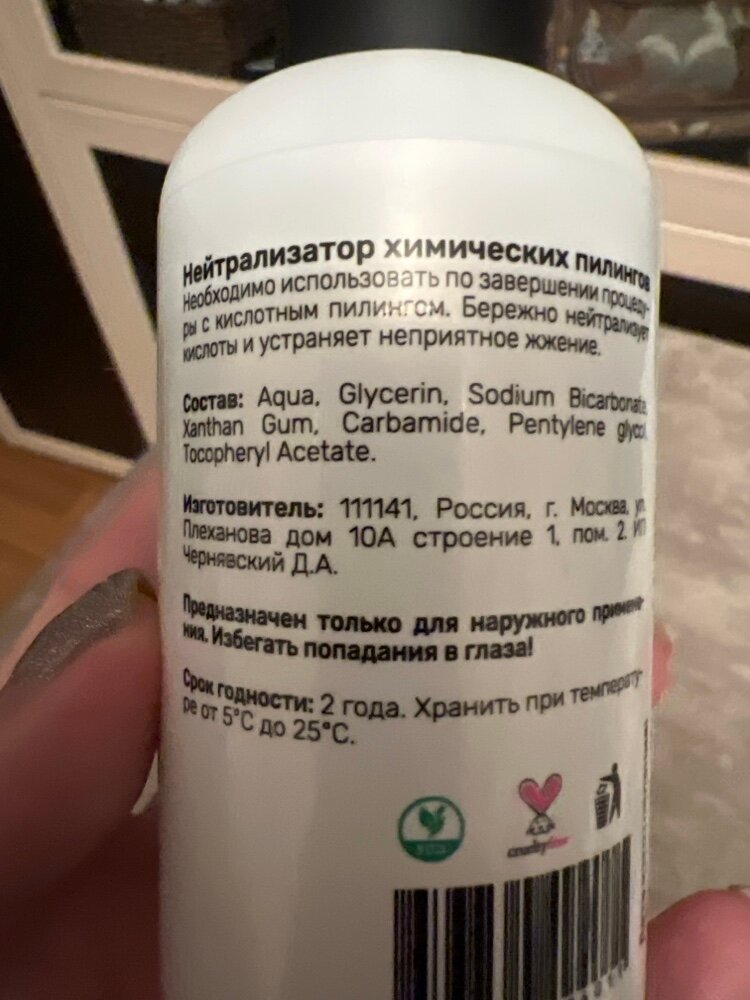 Нейтрализатор химических пилингов
Необходимо использовать по завершении процеду-
ры с кислотным пилингом. Бережно нейтрализует
кислоты и устраняет неприятное жжение.
Состав: Aqua, Glycerin, Sodium Bicarbonate,
Xanthan Gum, Carbamide, Pentylene glycol,
Tocopheryl Acetate.
Изготовитель: 111141, Россия, г. Москва, ул.
Плеханова дом 10А строение 1, пом. 2. ИП
Чернявский Д.А.
Предназначен только для наружного примене-
ния. Избегать попадания в глаза!
Срок годности: 2 года. Хранить при температу-
ре от 5°C до 25°C.
crueltyfree